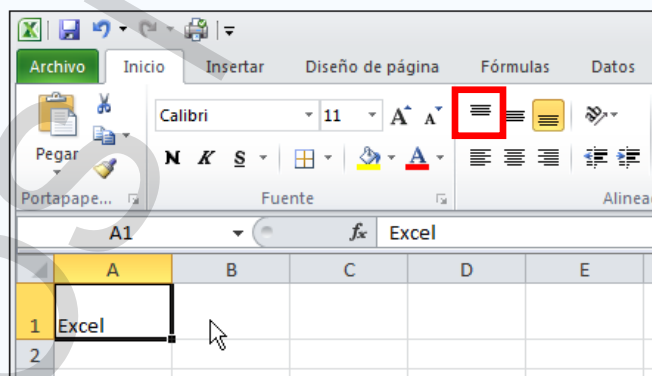 Archivo Inicio Insertar Diseño de página Fórmulas Datos
Calibri 11 A A
Pegar N K S A
Portapape... Fuente Alinea
A1 fx Excel
A B C D E
1 Excel
2